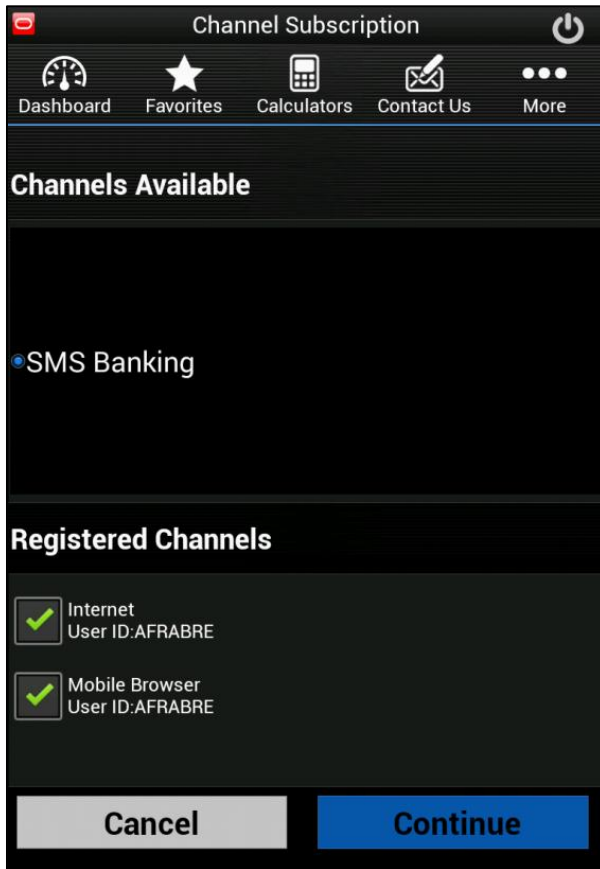 Channel Subscription
Dashboard Favorites Calculators Contact Us More
Channels Available
SMS Banking
Registered Channels
Internet
User ID:AFRABRE
Mobile Browser
User ID:AFRABRE
Cancel Continue